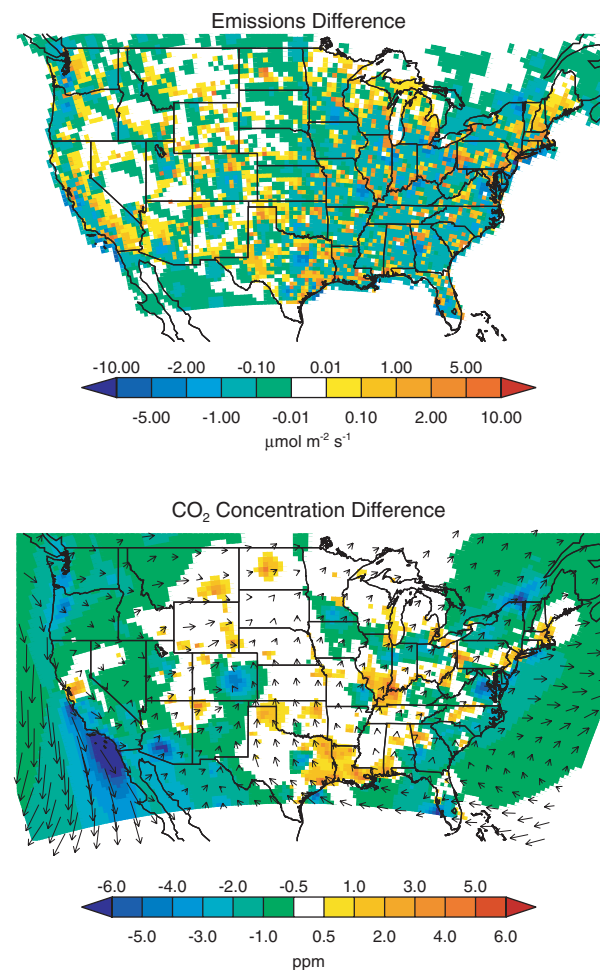 Emissions Difference
-10.00 -2.00 -0.10 0.01 1.00 5.00
-5.00 -1.00 -0.01 0.10 2.00 10.00
µmol m⁻² s⁻¹
CO₂ Concentration Difference
-6.0 -4.0 -2.0 -0.5 1.0 3.0 5.0
-5.0 -3.0 -1.0 0.5 2.0 4.0 6.0
ppm